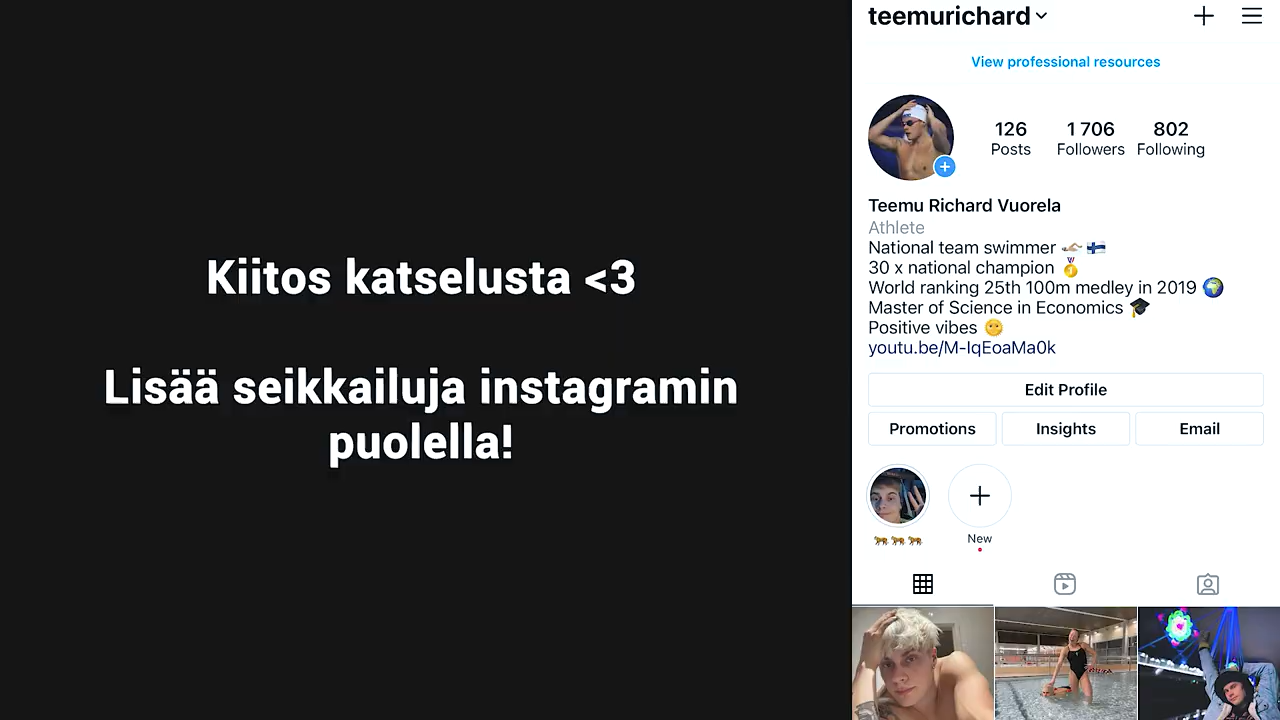 Kiitos katselusta <3
Lisää seikkailuja instagramin
puolella!
teemurichard
View professional resources
126
Posts
1 706
Followers
802
Following
Teemu Richard Vuorela
Athlete
National team swimmer 🏊🇫🇮
30 x national champion 🏅
World ranking 25th 100m medley in 2019 🌍
Master of Science in Economics 🎓
Positive vibes 🌞
youtu.be/M-IqEoaMa0k
Edit Profile
Promotions
Insights
Email
🐅🐅🐅
New